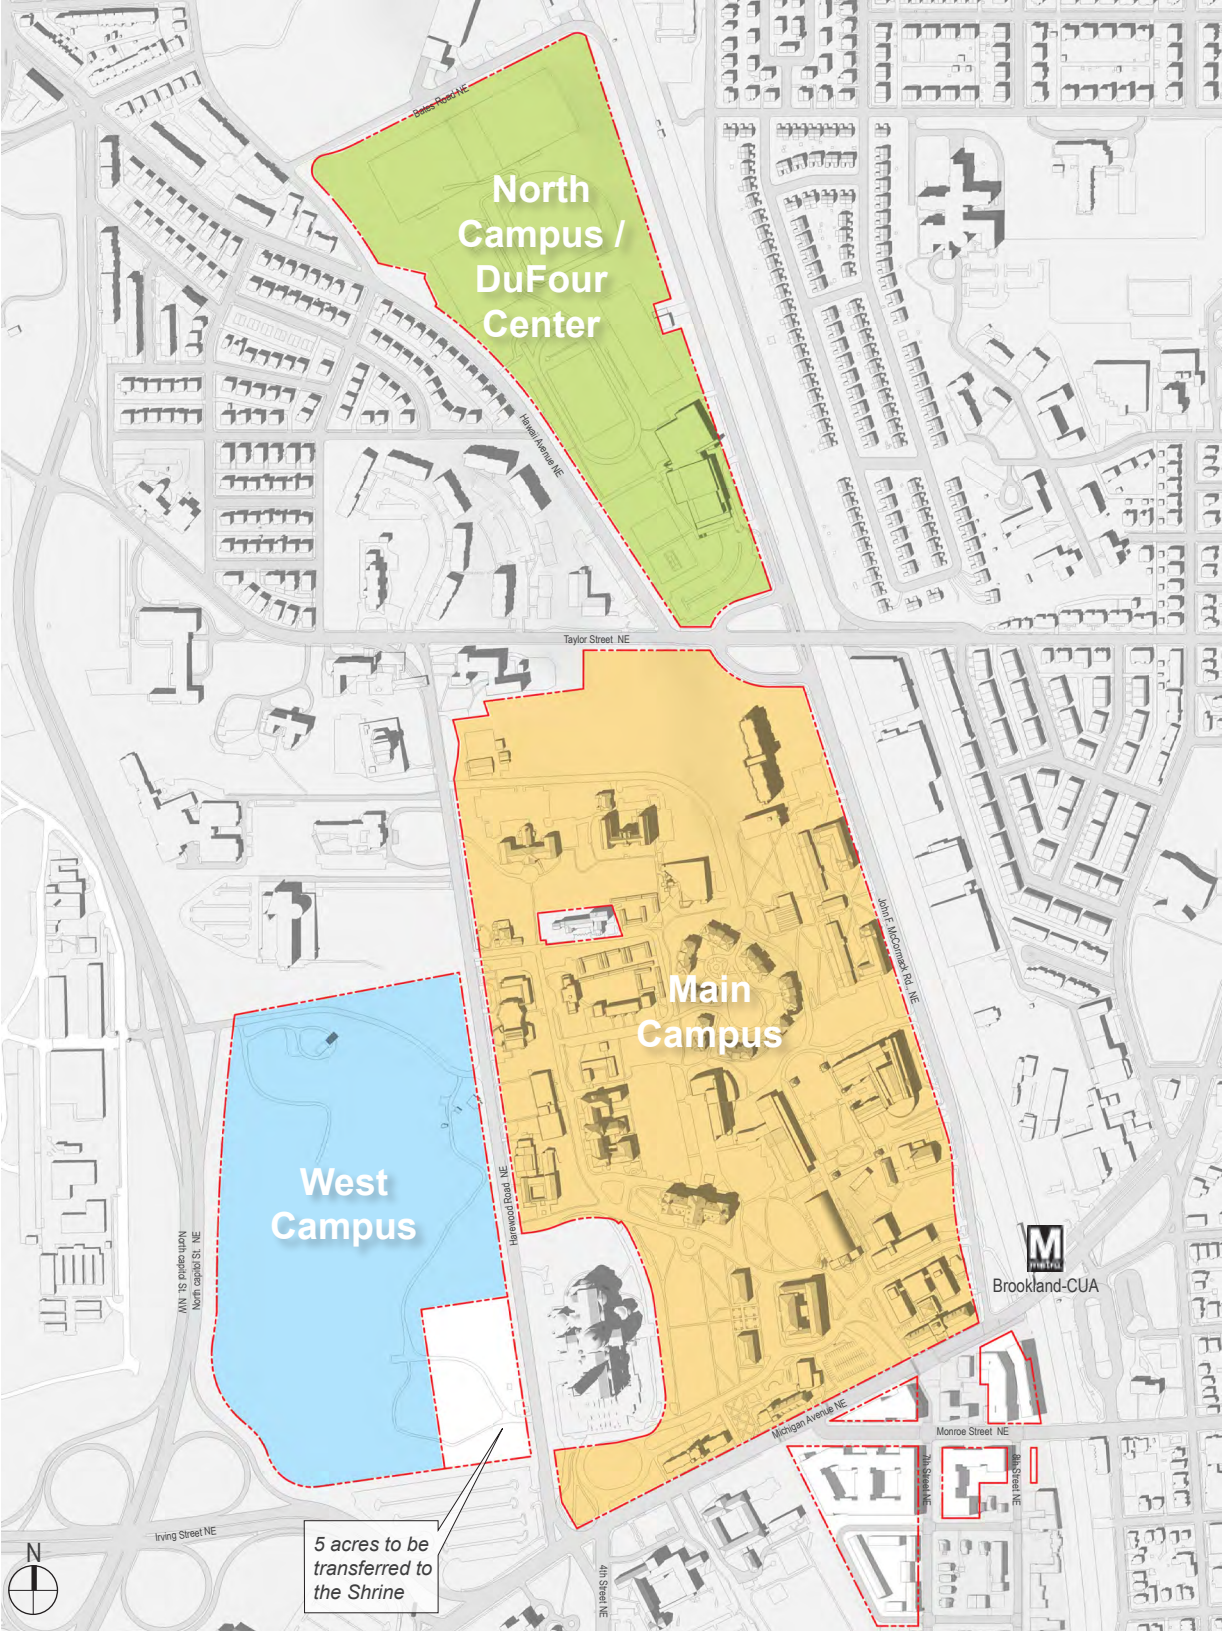 Bates Road NE
North
Campus /
DuFour
Center
Hawaii Avenue NE
Taylor Street NE
John F. McCormack Rd., NE
Main
Campus
West
Campus
Harewood Road NE
North capitol St. NW
North capitol St. NE
M
metro
Brookland-CUA
Michigan Avenue NE
Monroe Street NE
7th Street NE
8th Street NE
Irving Street NE
5 acres to be
transferred to
the Shrine
4th Street NE
N